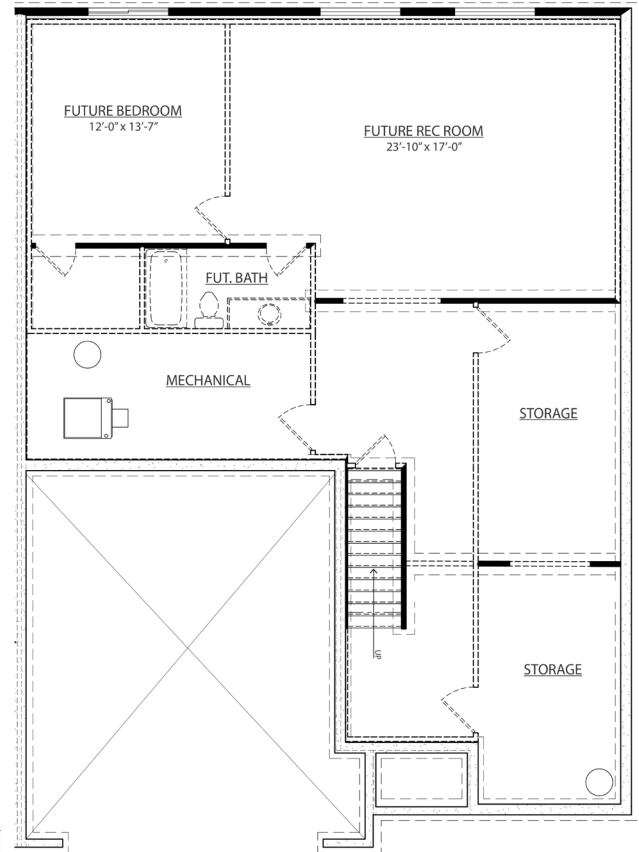 FUTURE BEDROOM
12'-0" x 13'-7"
FUTURE REC ROOM
23'-10" x 17'-0"
FUT. BATH
MECHANICAL
STORAGE
UP
STORAGE